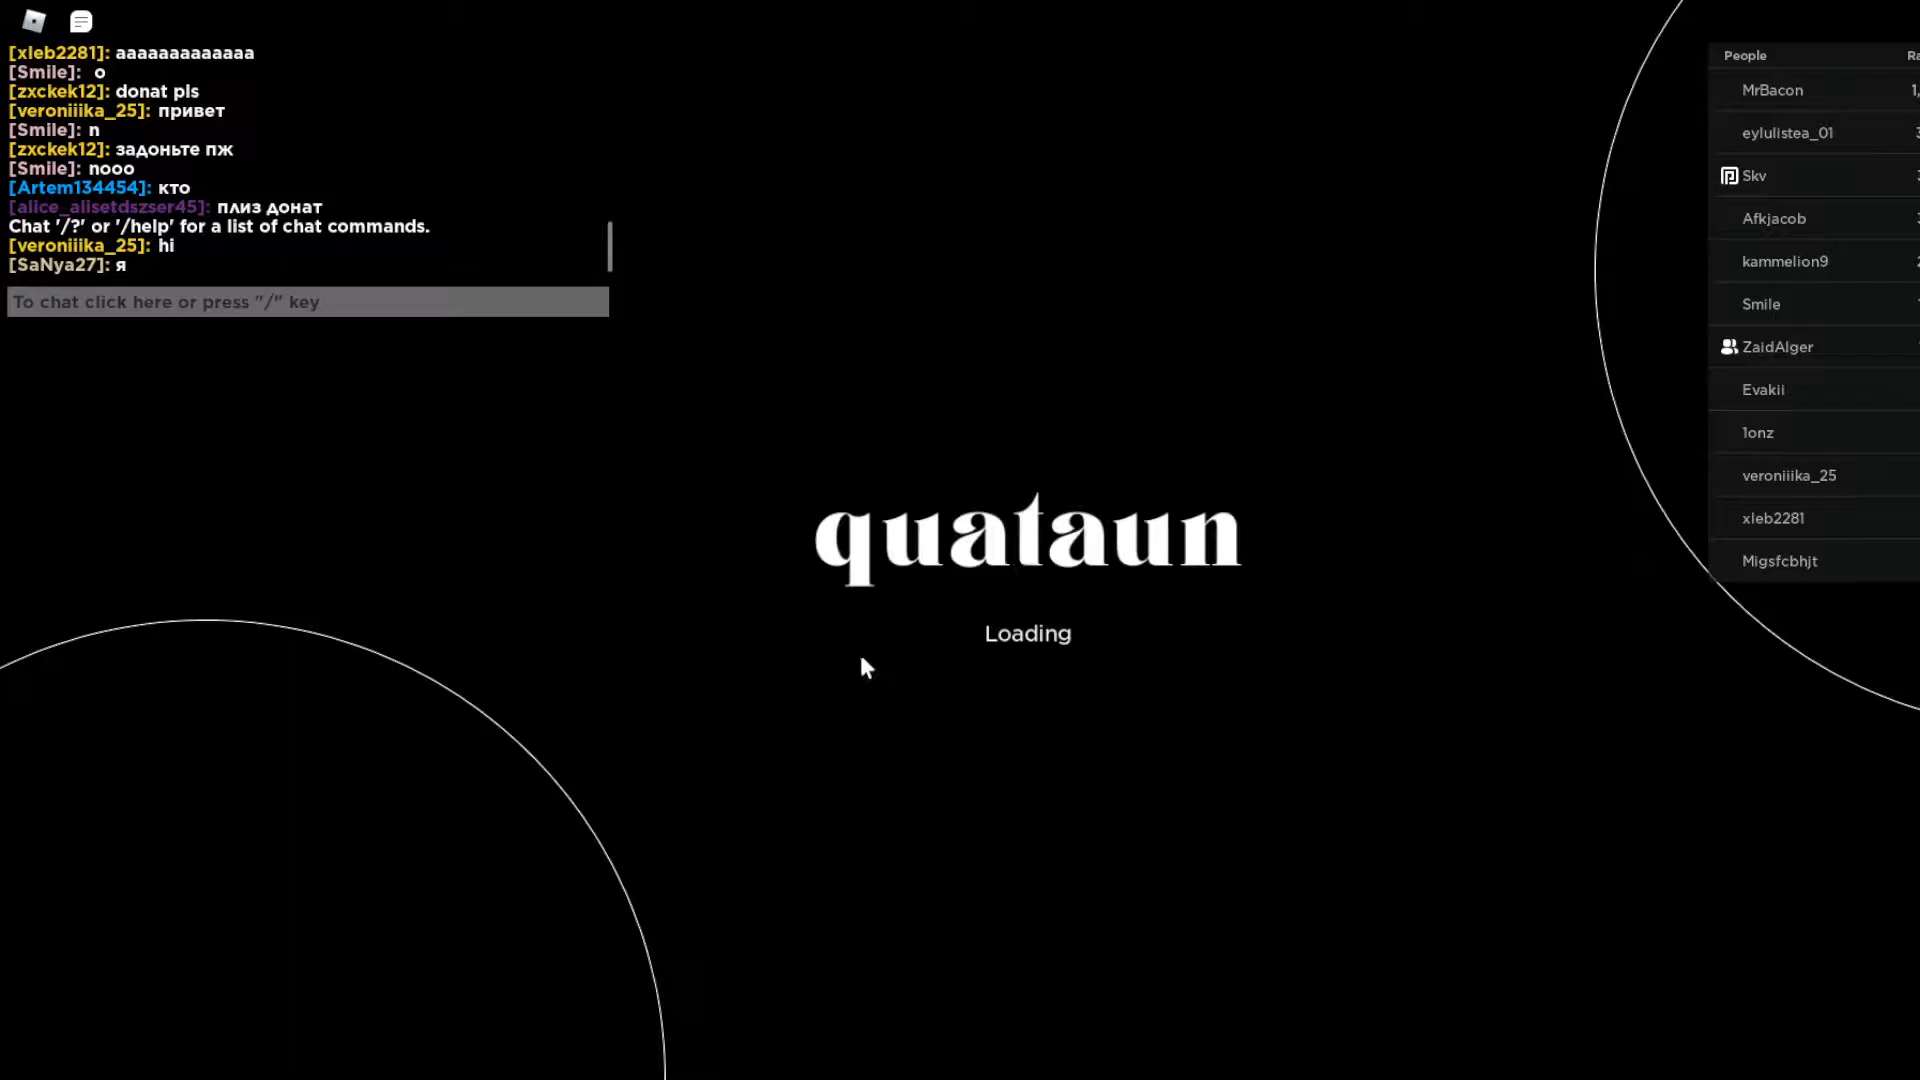 [xleb2281]: aaaaaaaaaaaaa
[Smile]: o
[zxckek12]: donat pls
[veroniiika_25]: привет
[Smile]: n
[zxckek12]: задоньте пж
[Smile]: nooo
[Artem134454]: кто
[alice_alisetdszser45]: плиз донат
Chat '/?' or '/help' for a list of chat commands.
[veroniiika_25]: hi
[SaNya27]: я
To chat click here or press "/" key
quataun
Loading
People
MrBacon
eylulistea_01
Skv
Afkjacob
kammelion9
Smile
ZaidAlger
Evakii
1onz
veroniiika_25
xleb2281
Migsfcbhjt